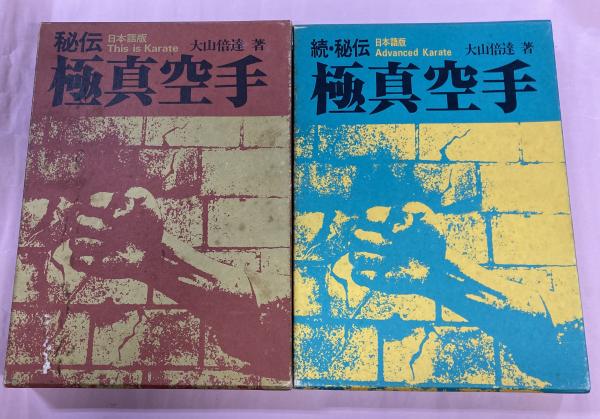 秘伝 日本語版
This is Karate
大山倍達 著
極真空手
続・秘伝 日本語版
Advanced Karate
大山倍達 著
極真空手